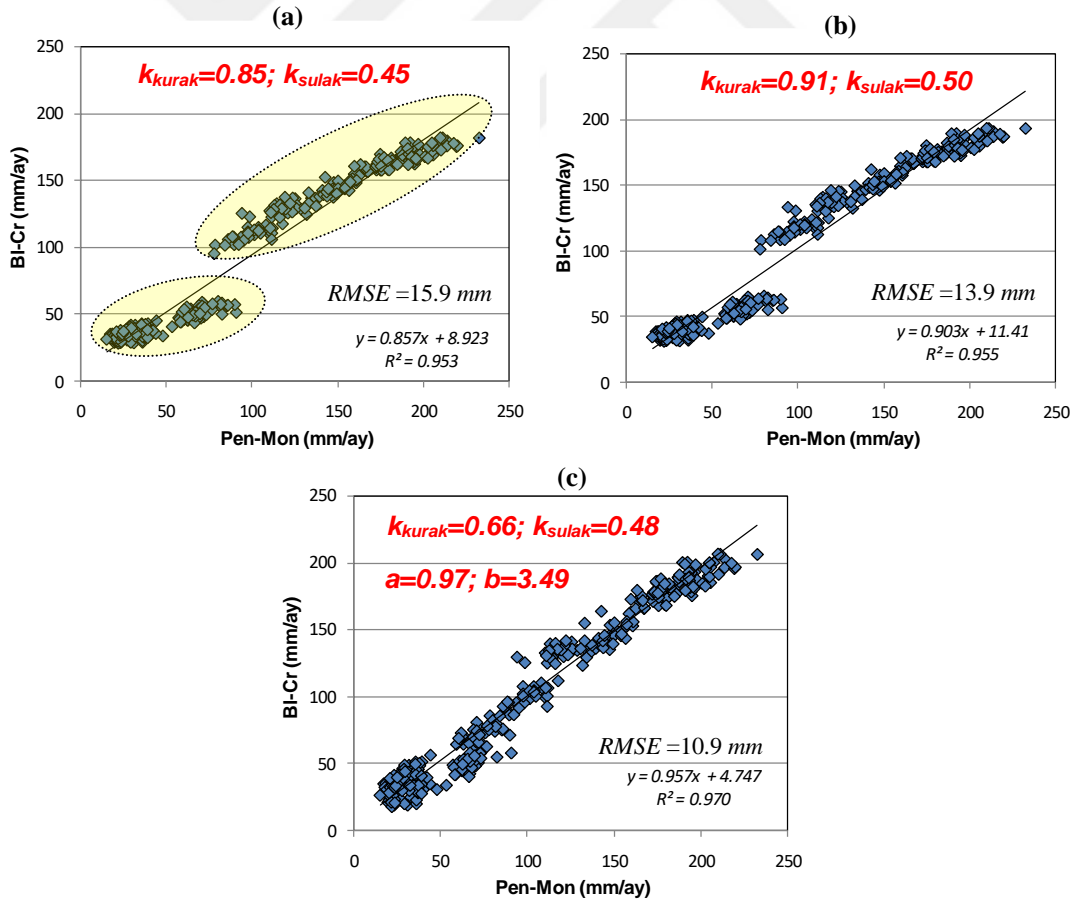 (a)
k_kurak=0.85; k_sulak=0.45
250
200
150
100
50
0
Bl-Cr (mm/ay)
RMSE =15.9 mm
y = 0.857x + 8.923
R² = 0.953
0 50 100 150 200 250
Pen-Mon (mm/ay)
(b)
k_kurak=0.91; k_sulak=0.50
250
200
150
100
50
0
Bl-Cr (mm/ay)
RMSE =13.9 mm
y = 0.903x + 11.41
R² = 0.955
0 50 100 150 200 250
Pen-Mon (mm/ay)
(c)
k_kurak=0.66; k_sulak=0.48
a=0.97; b=3.49
250
200
150
100
50
0
Bl-Cr (mm/ay)
RMSE =10.9 mm
y = 0.957x + 4.747
R² = 0.970
0 50 100 150 200 250
Pen-Mon (mm/ay)